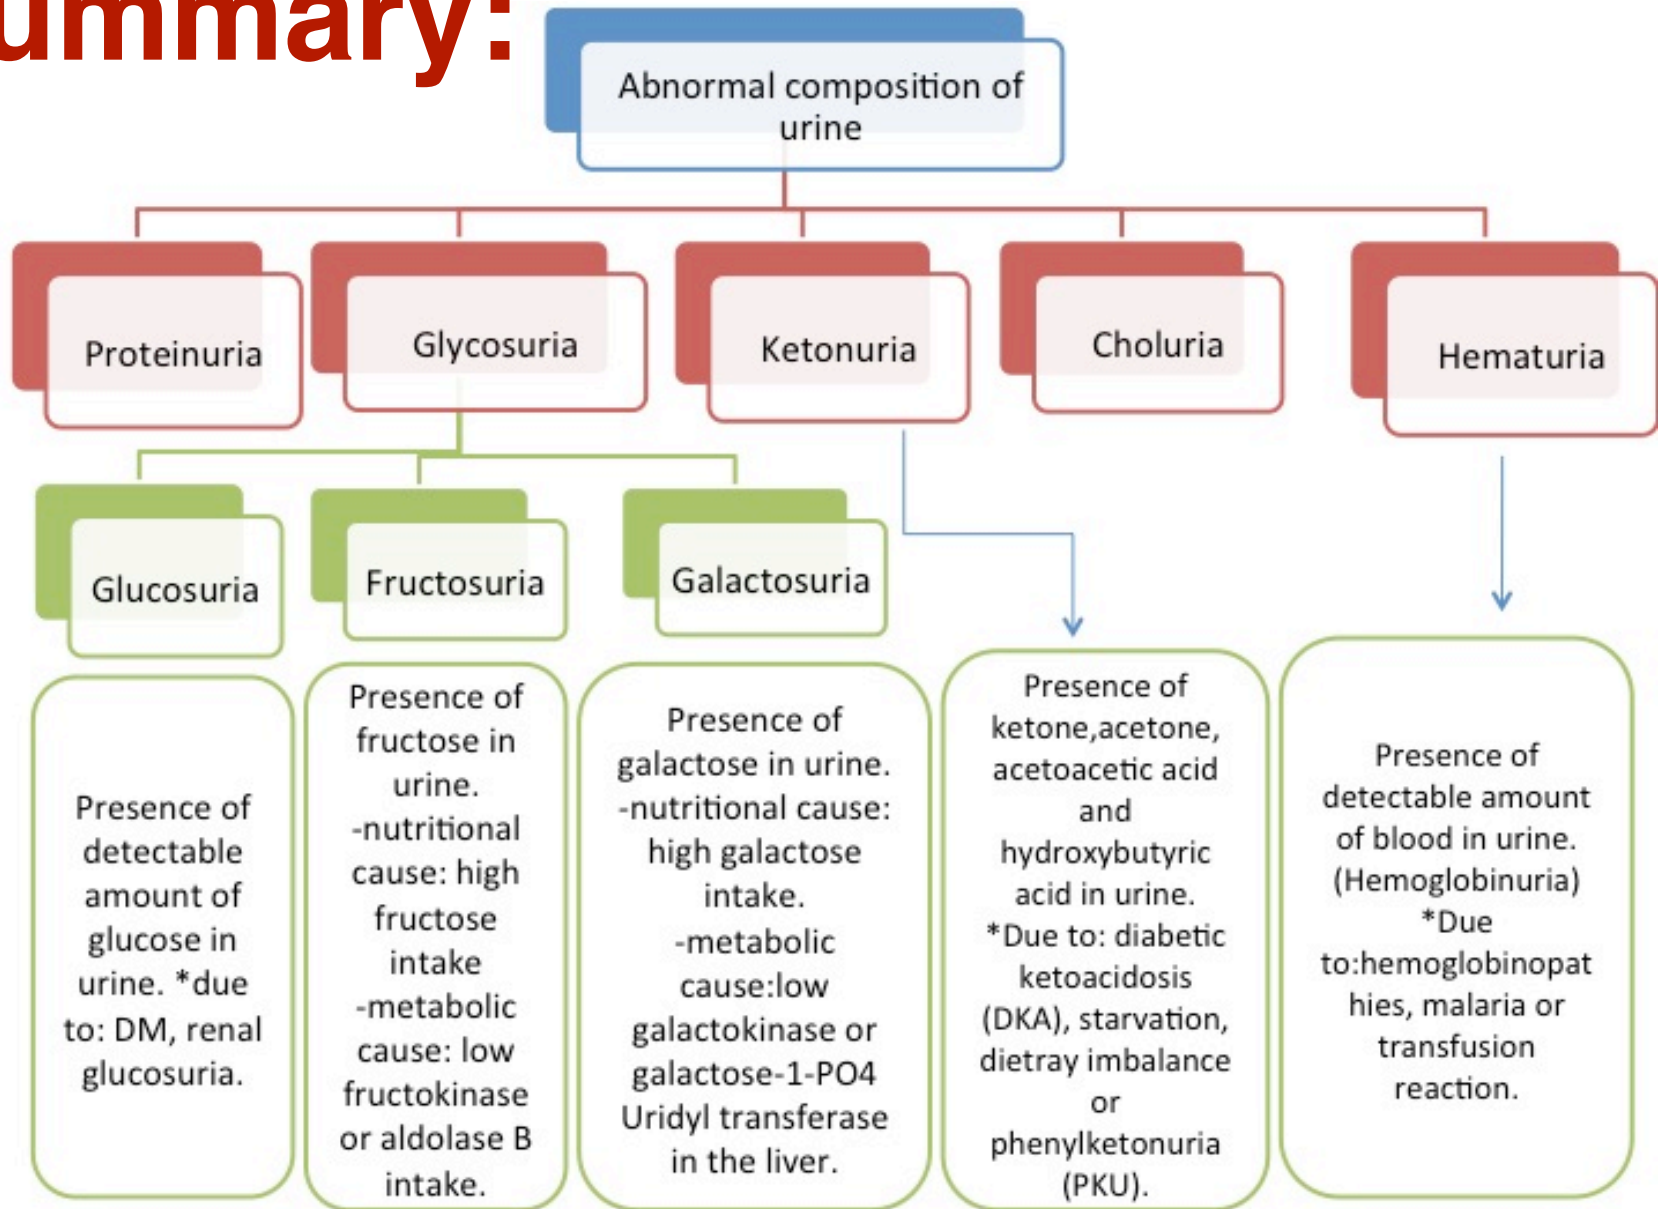 ummary:
Abnormal composition of
urine
Proteinuria
Glycosuria
Ketonuria
Choluria
Hematuria
Glucosuria
Fructosuria
Galactosuria
Presence of
detectable
amount of
glucose in
urine. *due
to: DM, renal
glucosuria.
Presence of
fructose in
urine.
-nutritional
cause: high
fructose
intake
-metabolic
cause: low
fructokinase
or aldolase B
intake.
Presence of
galactose in urine.
-nutritional cause:
high galactose
intake.
-metabolic
cause:low
galactokinase or
galactose-1-PO4
Uridyl transferase
in the liver.
Presence of
ketone,acetone,
acetoacetic acid
and
hydroxybutyric
acid in urine.
*Due to: diabetic
ketoacidosis
(DKA), starvation,
dietray imbalance
or
phenylketonuria
(PKU).
Presence of
detectable amount
of blood in urine.
(Hemoglobinuria)
*Due
to:hemoglobinopat
hies, malaria or
transfusion
reaction.